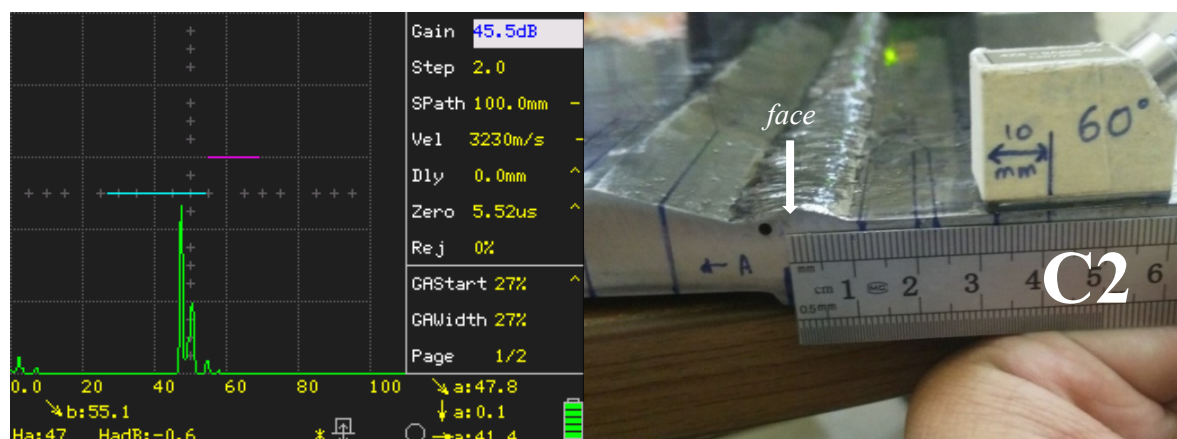 Gain 45.5dB
Step 2.0
SPath 100.0mm -
Vel 3230m/s -
Dly 0.0mm ^
Zero 5.52us ^
Rej 0%
GAStart 27% ^
GAWidth 27%
Page 1/2
0.0 20 40 60 80 100
↘a:47.8
↘b:55.1
↓a:0.1
Ha:47 HadB:-0.6 *
→a:41.4
face
10
mm
60°
← A
mm
cm 1 2 3 4 5 6
0.5mm
C2